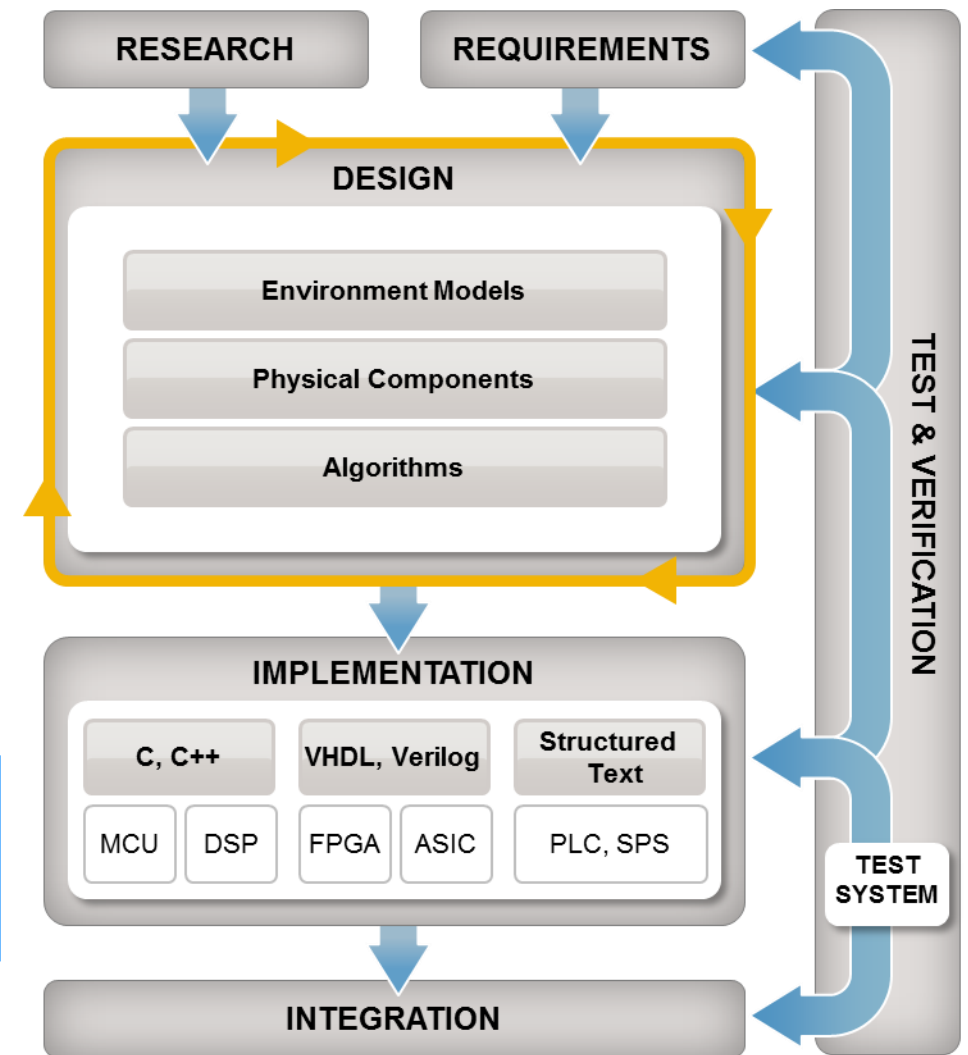 RESEARCH
REQUIREMENTS
DESIGN
Environment Models
Physical Components
Algorithms
IMPLEMENTATION
C, C++
VHDL, Verilog
Structured
Text
MCU
DSP
FPGA
ASIC
PLC, SPS
INTEGRATION
TEST & VERIFICATION
TEST
SYSTEM